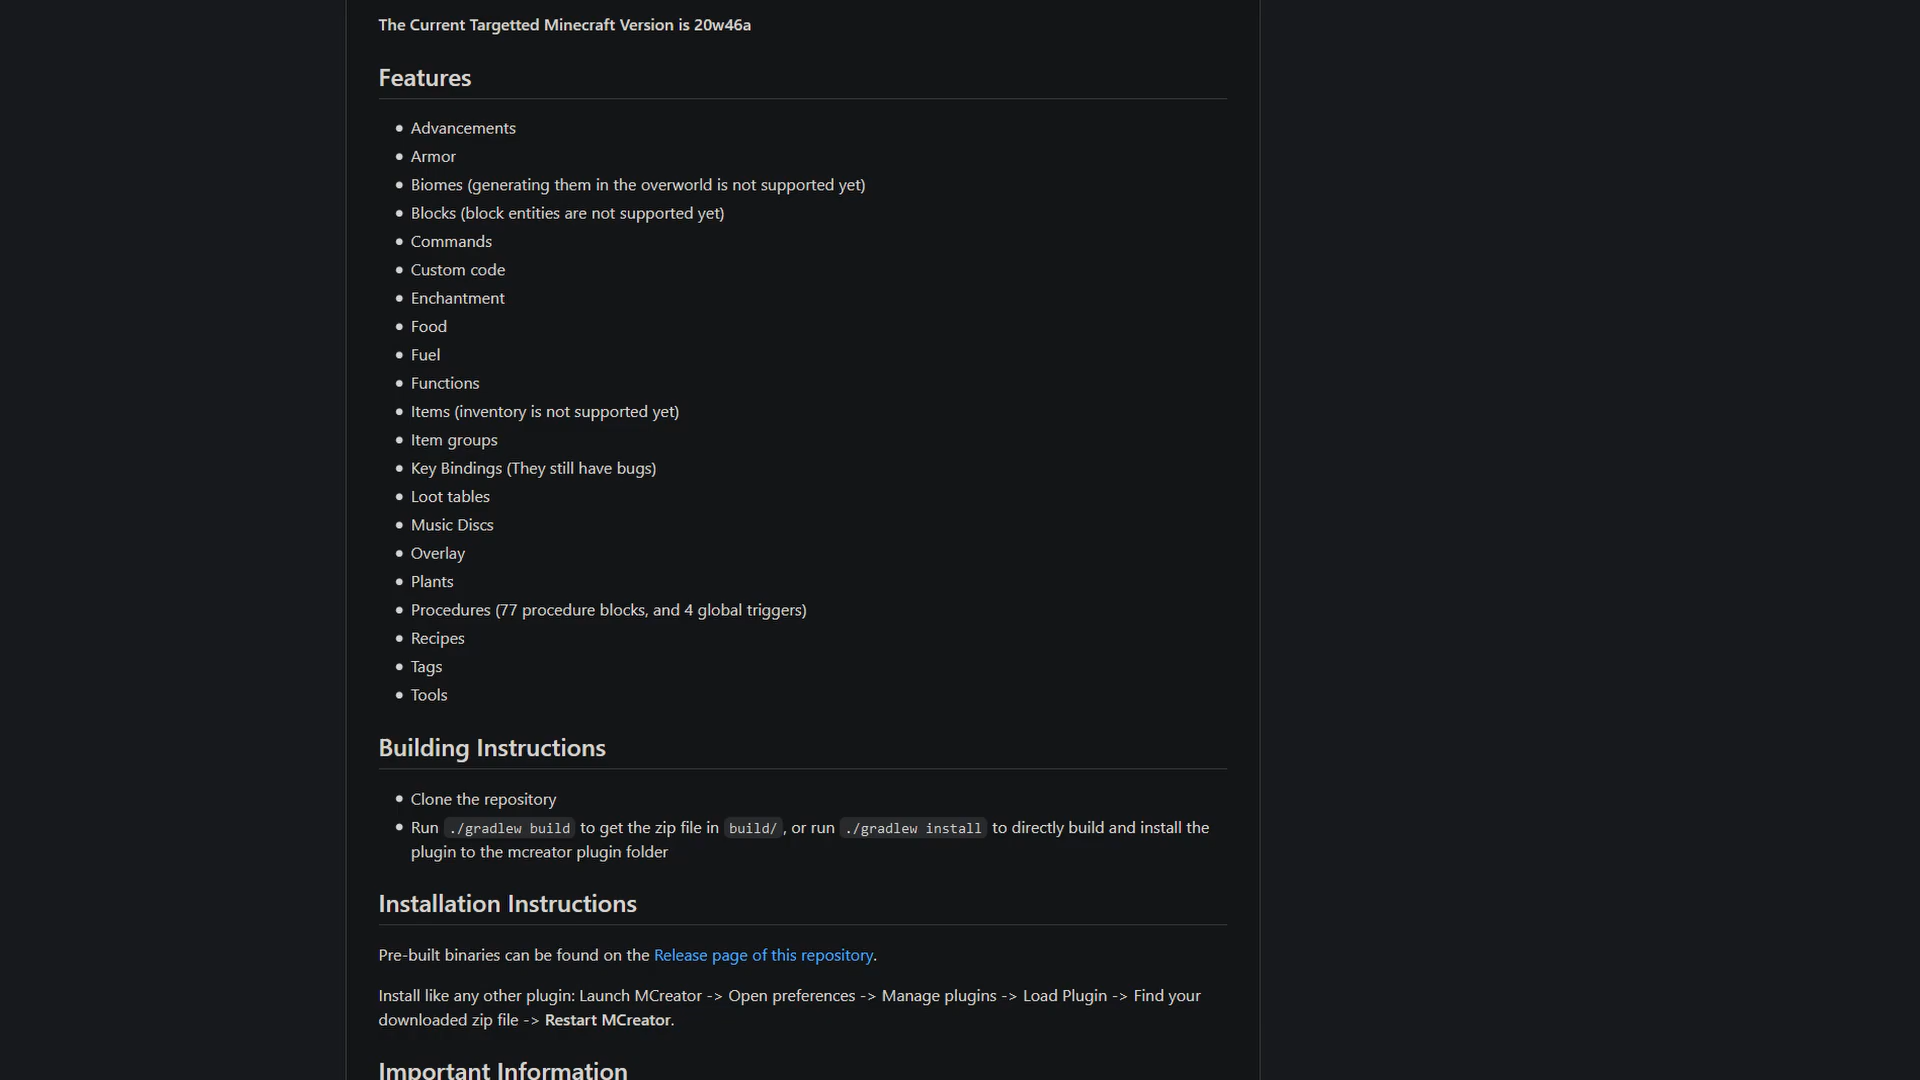 The Current Targetted Minecraft Version is 20w46a
Features
Advancements
Armor
Biomes (generating them in the overworld is not supported yet)
Blocks (block entities are not supported yet)
Commands
Custom code
Enchantment
Food
Fuel
Functions
Items (inventory is not supported yet)
Item groups
Key Bindings (They still have bugs)
Loot tables
Music Discs
Overlay
Plants
Procedures (77 procedure blocks, and 4 global triggers)
Recipes
Tags
Tools
Building Instructions
Clone the repository
Run ./gradlew build to get the zip file in build/, or run ./gradlew install to directly build and install the
plugin to the mcreator plugin folder
Installation Instructions
Pre-built binaries can be found on the Release page of this repository.
Install like any other plugin: Launch MCreator -> Open preferences -> Manage plugins -> Load Plugin -> Find your
downloaded zip file -> Restart MCreator.
Important Information